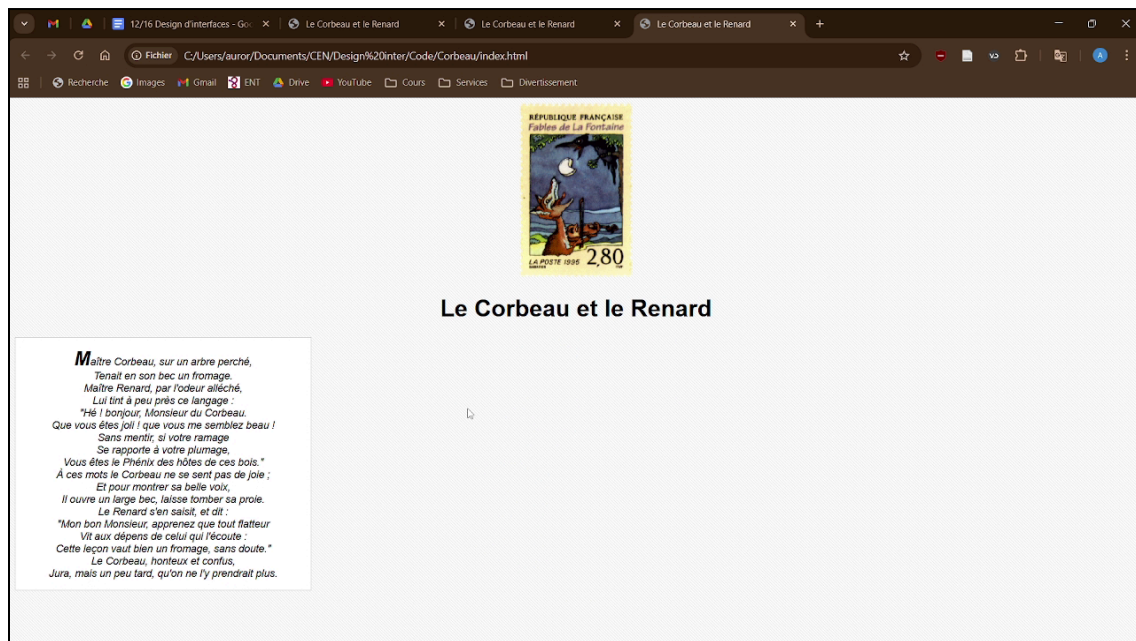 12/16 Design d'interfaces - Goo
Le Corbeau et le Renard
Le Corbeau et le Renard
Le Corbeau et le Renard
Fichier
C:/Users/auror/Documents/CEN/Design%20inter/Code/Corbeau/index.html
A
Recherche
Images
Gmail
ENT
Drive
YouTube
Cours
Services
Divertissement
RÉPUBLIQUE FRANÇAISE
Fables de La Fontaine
LA POSTE 1995 2,80
Le Corbeau et le Renard
Maître Corbeau, sur un arbre perché,
Tenait en son bec un fromage.
Maître Renard, par l'odeur alléché,
Lui tint à peu près ce langage :
"Hé ! bonjour, Monsieur du Corbeau.
Que vous êtes joli ! que vous me semblez beau !
Sans mentir, si votre ramage
Se rapporte à votre plumage,
Vous êtes le Phénix des hôtes de ces bois."
À ces mots le Corbeau ne se sent pas de joie ;
Et pour montrer sa belle voix,
Il ouvre un large bec, laisse tomber sa proie.
Le Renard s'en saisit, et dit :
"Mon bon Monsieur, apprenez que tout flatteur
Vit aux dépens de celui qui l'écoute :
Cette leçon vaut bien un fromage, sans doute."
Le Corbeau, honteux et confus,
Jura, mais un peu tard, qu'on ne l'y prendrait plus.